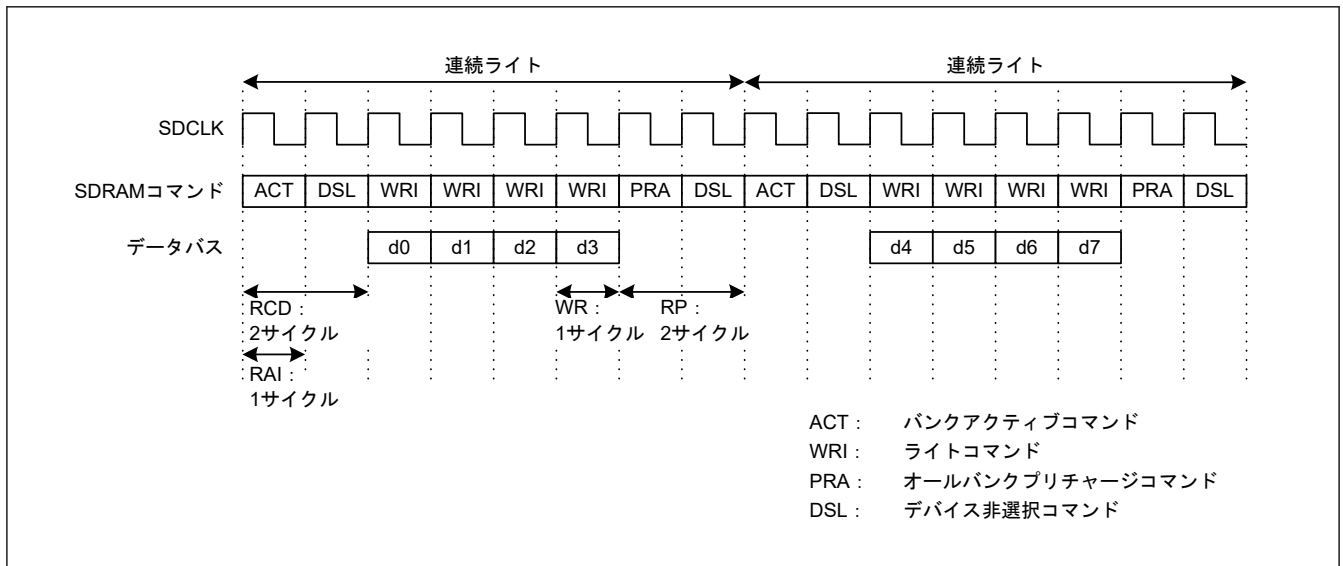 連続ライト 連続ライト
SDCLK
SDRAMコマンド ACT DSL WRI WRI WRI WRI PRA DSL ACT DSL WRI WRI WRI WRI PRA DSL
データバス d0 d1 d2 d3 d4 d5 d6 d7
RCD： WR： RP：
2サイクル 1サイクル 2サイクル
RAI：
1サイクル
ACT： バンクアクティブコマンド
WRI： ライトコマンド
PRA： オールバンクプリチャージコマンド
DSL： デバイス非選択コマンド